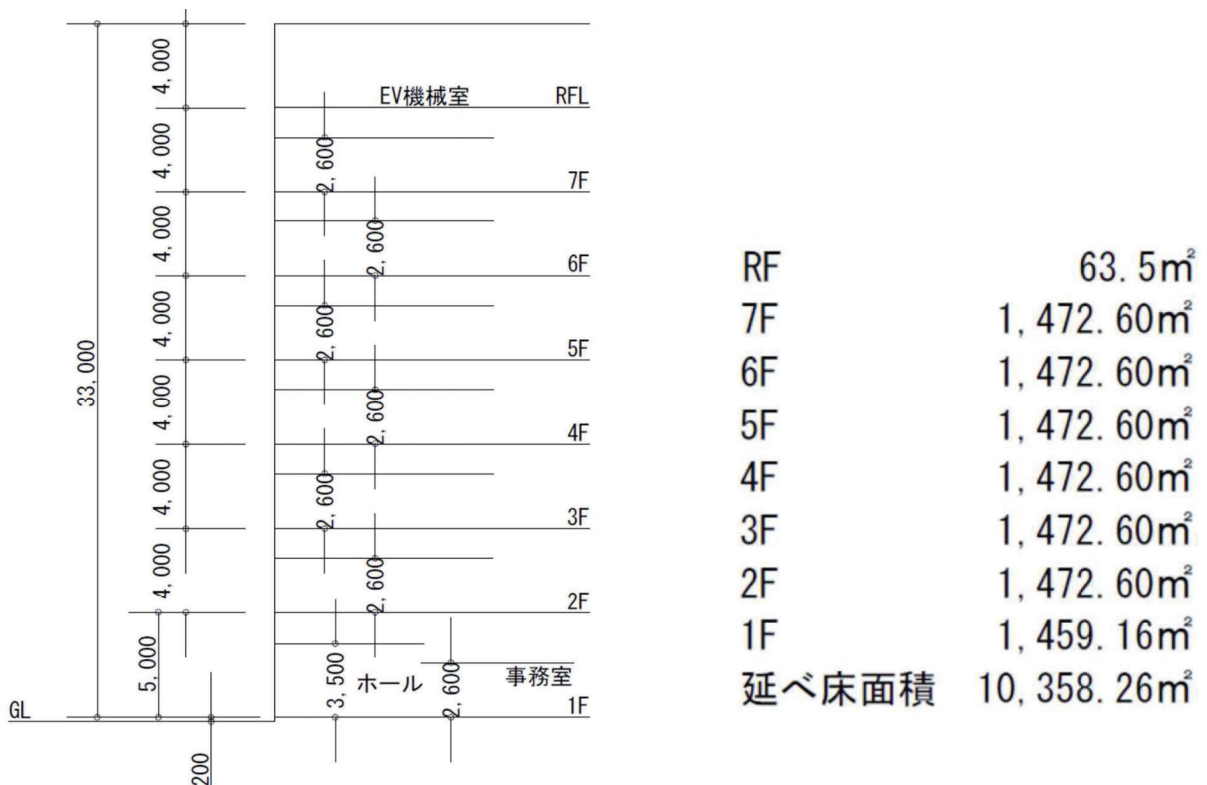 4,000
EV機械室 RFL
4,000
2,600
7F
4,000
2,600
6F
4,000
2,600
5F
33,000
4,000
2,600
4F
4,000
2,600
3F
4,000
2,600
2F
5,000
3,500
ホール
2,600
事務室
GL
1F
200
RF 63.5㎡
7F 1,472.60㎡
6F 1,472.60㎡
5F 1,472.60㎡
4F 1,472.60㎡
3F 1,472.60㎡
2F 1,472.60㎡
1F 1,459.16㎡
延べ床面積 10,358.26㎡